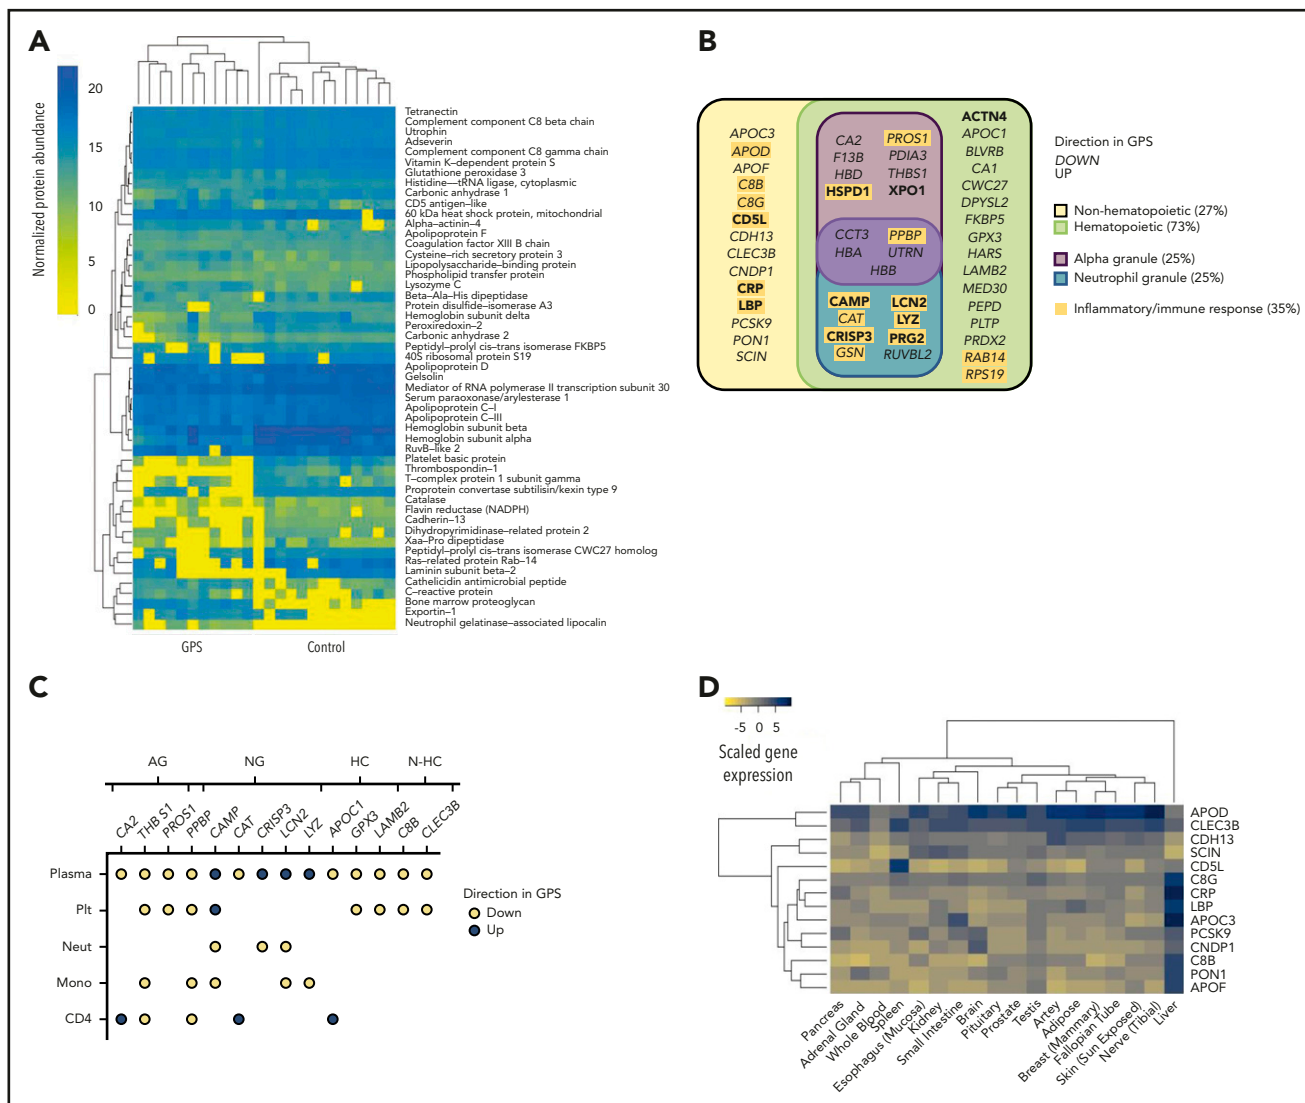 A
Normalized protein abundance
20
15
10
5
0
Tetranectin
Complement component C8 beta chain
Utrophin
Adseverin
Complement component C8 gamma chain
Vitamin K–dependent protein S
Glutathione peroxidase 3
Histidine—tRNA ligase, cytoplasmic
Carbonic anhydrase 1
CD5 antigen–like
60 kDa heat shock protein, mitochondrial
Alpha–actinin–4
Apolipoprotein F
Coagulation factor XIII B chain
Cysteine–rich secretory protein 3
Lipopolysaccharide–binding protein
Phospholipid transfer protein
Lysozyme C
Beta–Ala–His dipeptidase
Protein disulfide–isomerase A3
Hemoglobin subunit delta
Peroxiredoxin–2
Carbonic anhydrase 2
Peptidyl–prolyl cis–trans isomerase FKBP5
40S ribosomal protein S19
Apolipoprotein D
Gelsolin
Mediator of RNA polymerase II transcription subunit 30
Serum paraoxonase/arylesterase 1
Apolipoprotein C–I
Apolipoprotein C–III
Hemoglobin subunit beta
Hemoglobin subunit alpha
RuvB–like 2
Platelet basic protein
Thrombospondin–1
T–complex protein 1 subunit gamma
Proprotein convertase subtilisin/kexin type 9
Catalase
Flavin reductase (NADPH)
Cadherin–13
Dihydropyrimidinase–related protein 2
Xaa–Pro dipeptidase
Peptidyl–prolyl cis–trans isomerase CWC27 homolog
Ras–related protein Rab–14
Laminin subunit beta–2
Cathelicidin antimicrobial peptide
C–reactive protein
Bone marrow proteoglycan
Exportin–1
Neutrophil gelatinase–associated lipocalin
GPS
Control
B
APOC3
APOD
APOF
C8B
C8G
CD5L
CDH13
CLEC3B
CNDP1
CRP
LBP
PCSK9
PON1
SCIN
CA2 PROS1
F13B PDIA3
HBD THBS1
HSPD1 XPO1
CCT3 PPBP
HBA UTRN
HBB
CAMP LCN2
CAT LYZ
CRISP3 PRG2
GSN RUVBL2
ACTN4
APOC1
BLVRB
CA1
CWC27
DPYSL2
FKBP5
GPX3
HARS
LAMB2
MED30
PEPD
PLTP
PRDX2
RAB14
RPS19
Direction in GPS
DOWN
UP
Non-hematopoietic (27%)
Hematopoietic (73%)
Alpha granule (25%)
Neutrophil granule (25%)
Inflammatory/immune response (35%)
C
AG NG HC N-HC
CA2
THB S1
PROS1
PPBP
CAMP
CAT
CRISP3
LCN2
LYZ
APOC1
GPX3
LAMB2
C8B
CLEC3B
Plasma
Plt
Neut
Mono
CD4
Direction in GPS
Down
Up
D
-5 0 5
Scaled gene
expression
APOD
CLEC3B
CDH13
SCIN
CD5L
C8G
CRP
LBP
APOC3
PCSK9
CNDP1
C8B
PON1
APOF
Pancreas
Adrenal Gland
Whole Blood
Spleen
Esophagus (Mucosa)
Kidney
Small Intestine
Brain
Pituitary
Prostate
Testis
Artey
Adipose
Breast (Mammary)
Fallopian Tube
Skin (Sun Exposed)
Nerve (Tibial)
Liver